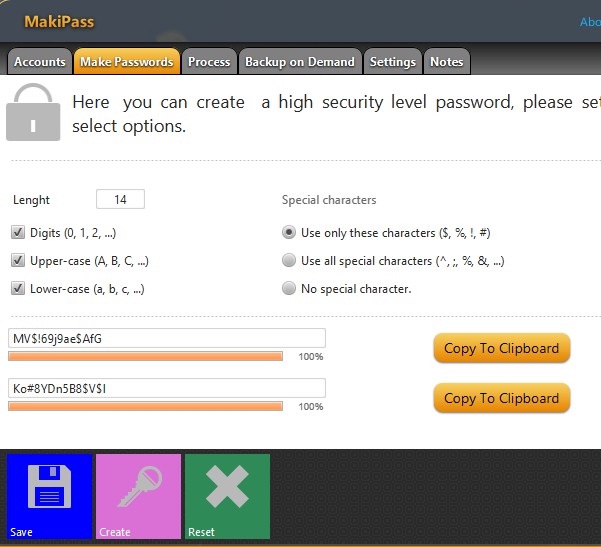 MakiPass
Abo
Accounts Make Passwords Process Backup on Demand Settings Notes
Here you can create a high security level password, please set
select options.
Lenght 14 Special characters
Digits (0, 1, 2, ...) Use only these characters ($, %, !, #)
Upper-case (A, B, C, ...) Use all special characters (^, ;, %, &, ...)
Lower-case (a, b, c, ...) No special character.
MV$!69j9ae$AfG
100% Copy To Clipboard
Ko#8YDn5B8$V$I
100% Copy To Clipboard
Save Create Reset